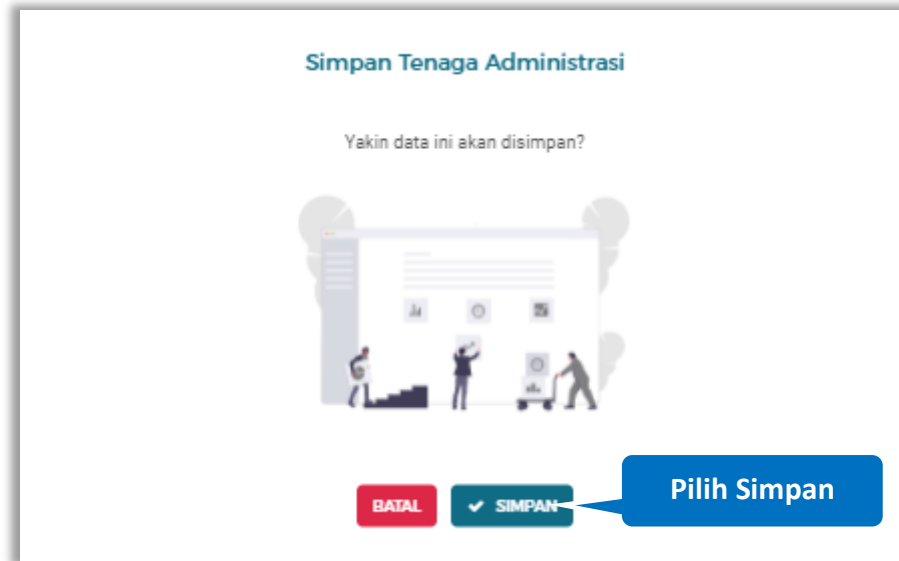 Simpan Tenaga Administrasi
Yakin data ini akan disimpan?
BATAL
SIMPAN
Pilih Simpan